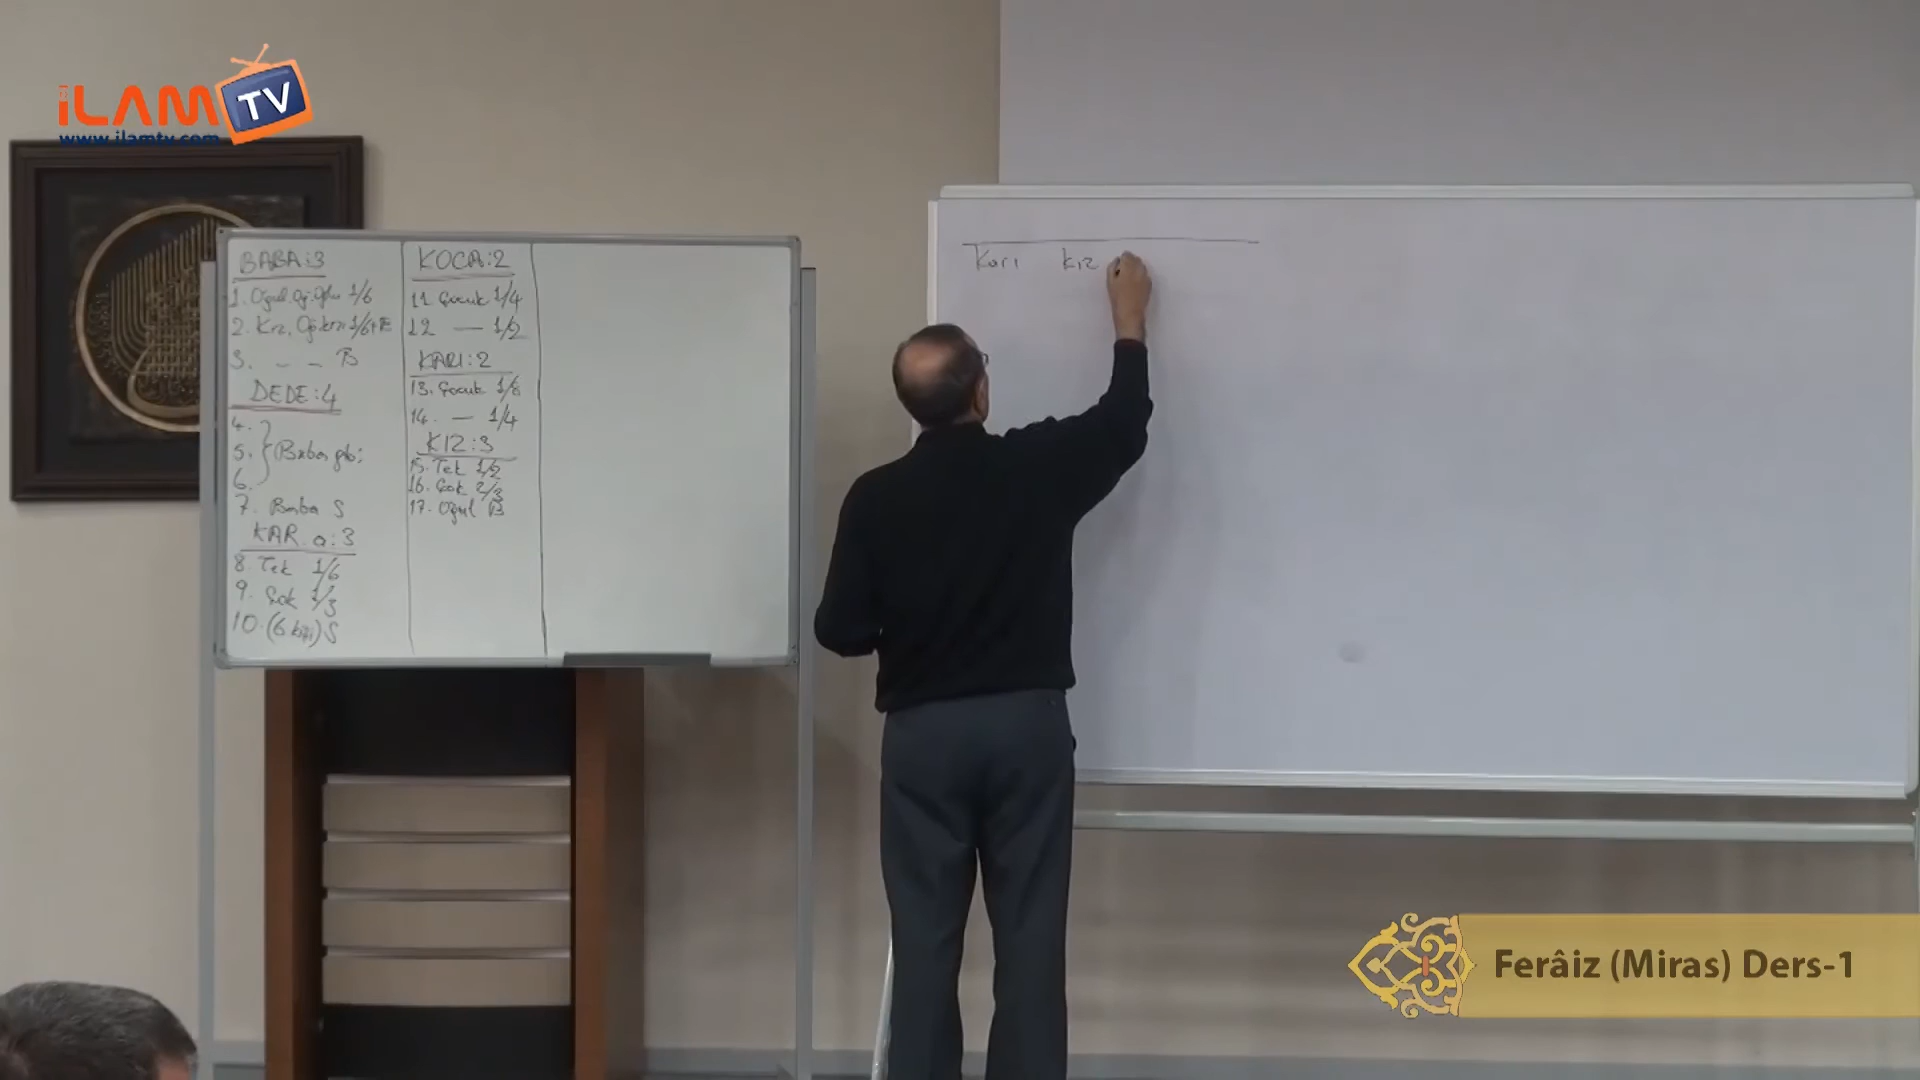 iLAM TV
www.ilamtv.com
BABA:3
1. Oğul. Oğ. Oğlu 1/6
2. Kız. Oğ kızı 1/6+B
3. - - B
DEDE:4
4.
5. Baba gibi
6.
7. Baba S
KAR. a:3
8. Tek 1/6
9. Çok 1/3
10. (6 kişi) S
KOCA:2
11 Çocuk 1/4
12 — 1/2
KARI:2
13. Çocuk 1/8
14. — 1/4
KIZ:3
15. Tek 1/2
16. Çok 2/3
17. Oğul B
Karı Kız
Ferâiz (Miras) Ders-1